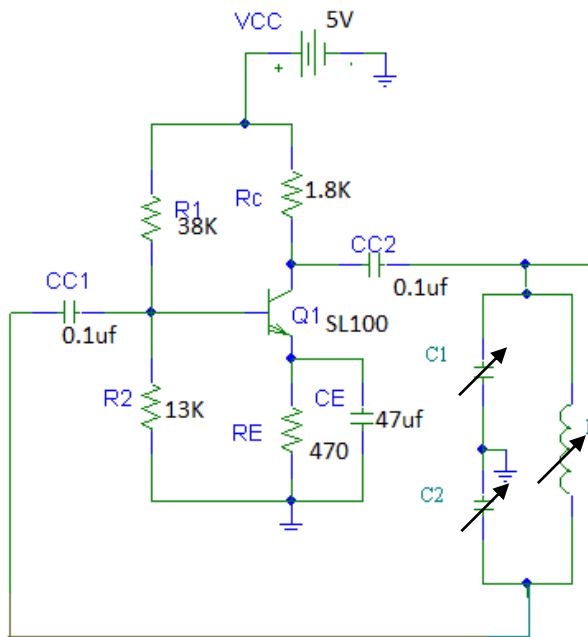 VCC
5V
+
-
R1
38K
Rc
1.8K
CC1
0.1uf
CC2
0.1uf
Q1
SL100
C1
R2
13K
RE
470
CE
47uf
C2